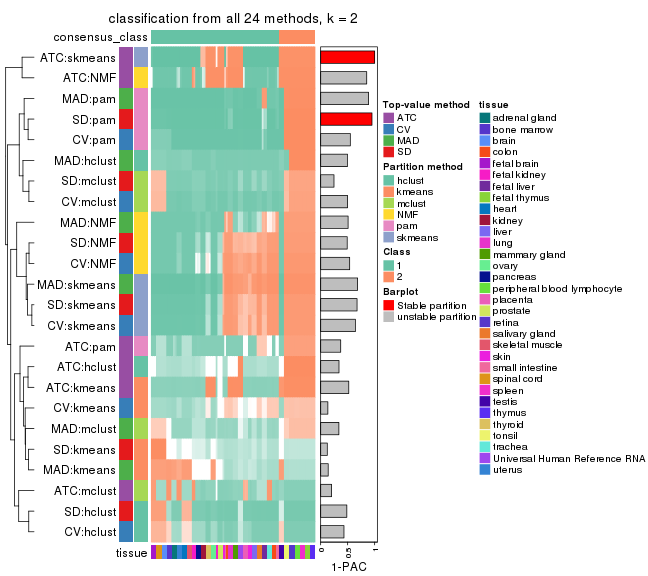 classification from all 24 methods, k = 2
consensus_class
ATC:skmeans
ATC:NMF
MAD:pam
SD:pam
CV:pam
MAD:hclust
SD:mclust
CV:mclust
MAD:NMF
SD:NMF
CV:NMF
MAD:skmeans
SD:skmeans
CV:skmeans
ATC:pam
ATC:hclust
ATC:kmeans
CV:kmeans
MAD:mclust
SD:kmeans
MAD:kmeans
ATC:mclust
SD:hclust
CV:hclust
tissue
0
0.5
1
1-PAC
Top-value method
ATC
CV
MAD
SD
Partition method
hclust
kmeans
mclust
NMF
pam
skmeans
Class
1
2
Barplot
Stable partition
unstable partition
tissue
adrenal gland
bone marrow
brain
colon
fetal brain
fetal kidney
fetal liver
fetal thymus
heart
kidney
liver
lung
mammary gland
ovary
pancreas
peripheral blood lymphocyte
placenta
prostate
retina
salivary gland
skeletal muscle
skin
small intestine
spinal cord
spleen
testis
thymus
thyroid
tonsil
trachea
Universal Human Reference RNA
uterus